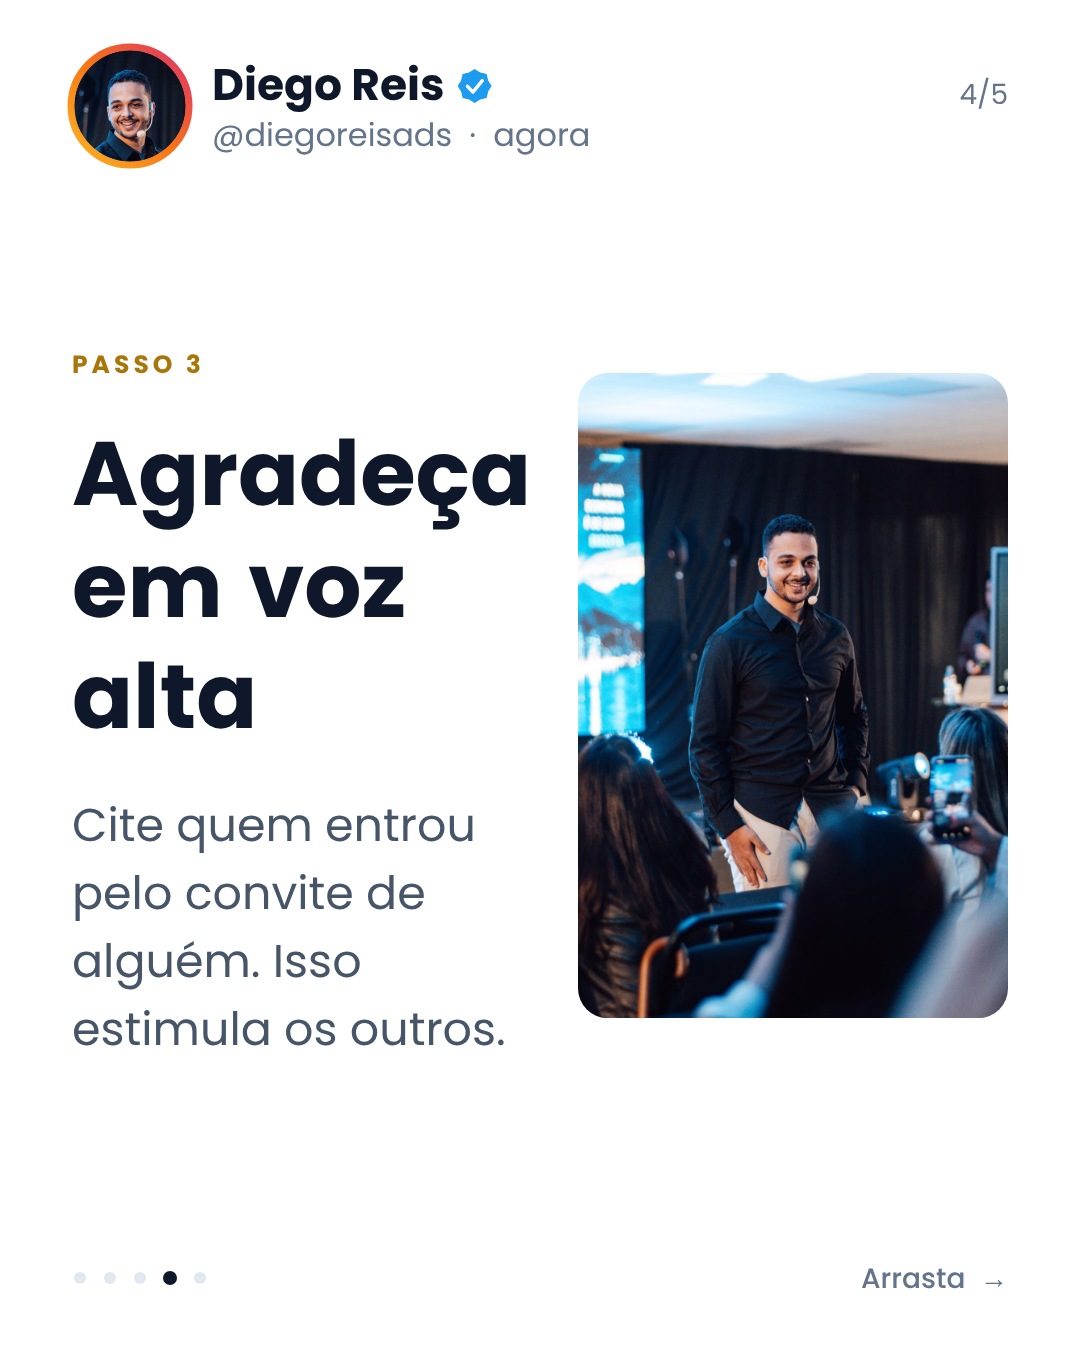 Diego Reis
@diegoreisads · agora
4/5
PASSO 3
Agradeça
em voz
alta
Cite quem entrou
pelo convite de
alguém. Isso
estimula os outros.
Arrasta →